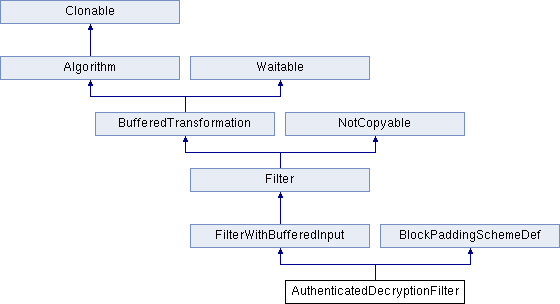 Clonable
Algorithm
Waitable
BufferedTransformation
NotCopyable
Filter
FilterWithBufferedInput
BlockPaddingSchemeDef
AuthenticatedDecryptionFilter